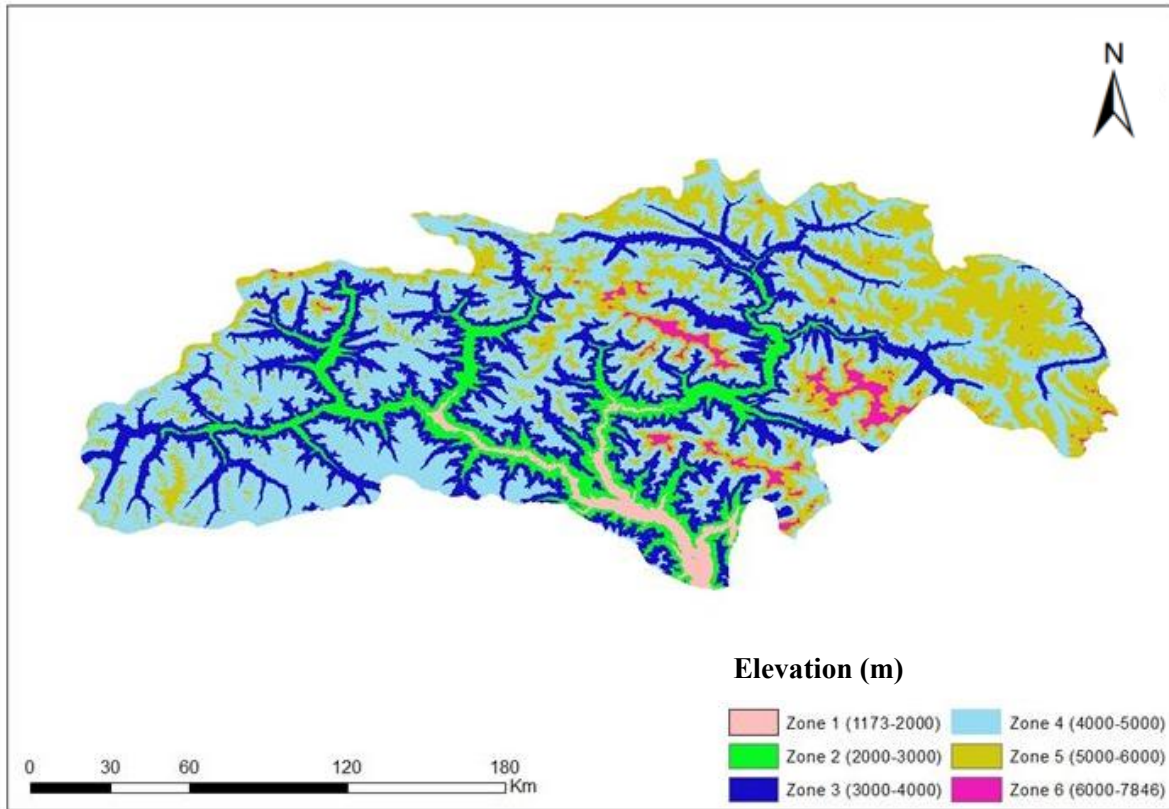 N
Elevation (m)
Zone 1 (1173-2000) Zone 4 (4000-5000)
Zone 2 (2000-3000) Zone 5 (5000-6000)
Zone 3 (3000-4000) Zone 6 (6000-7846)
0 30 60 120 180
Km